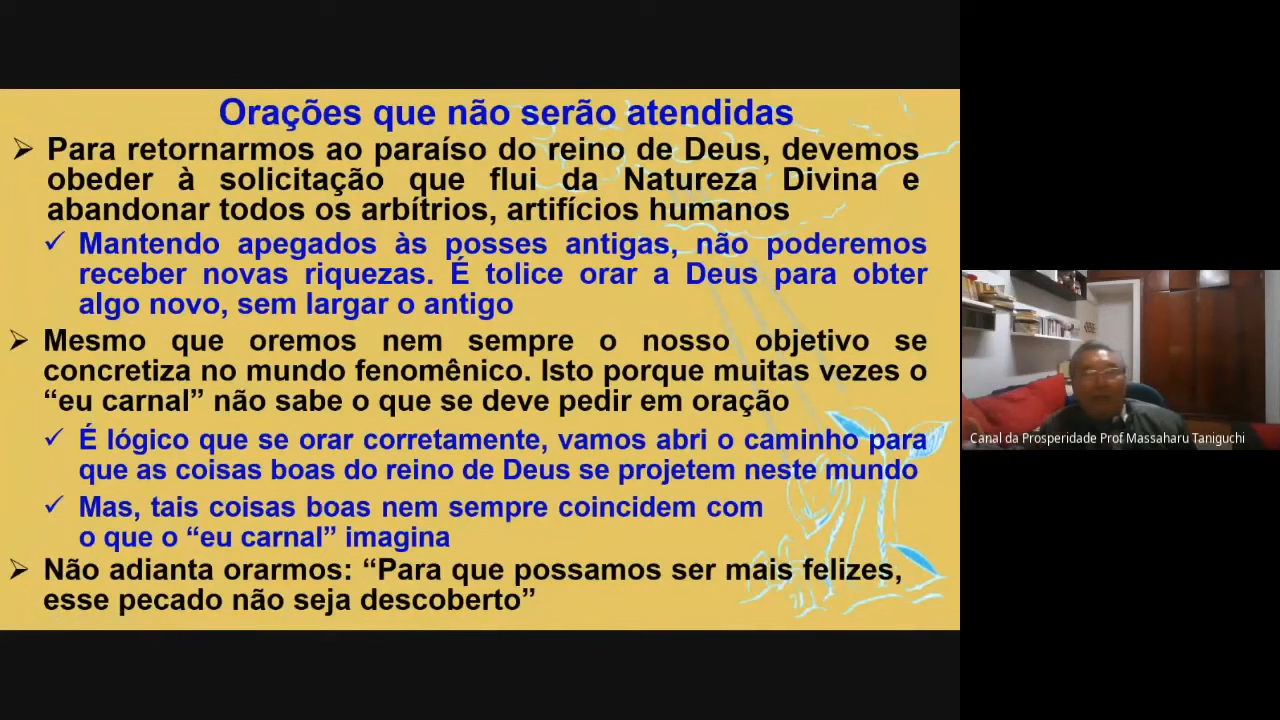 Orações que não serão atendidas
Para retornarmos ao paraíso do reino de Deus, devemos
obeder à solicitação que flui da Natureza Divina e
abandonar todos os arbítrios, artifícios humanos
Mantendo apegados às posses antigas, não poderemos
receber novas riquezas. É tolice orar a Deus para obter
algo novo, sem largar o antigo
Mesmo que oremos nem sempre o nosso objetivo se
concretiza no mundo fenomênico. Isto porque muitas vezes o
“eu carnal” não sabe o que se deve pedir em oração
É lógico que se orar corretamente, vamos abri o caminho para
que as coisas boas do reino de Deus se projetem neste mundo
Mas, tais coisas boas nem sempre coincidem com
o que o “eu carnal” imagina
Não adianta orarmos: “Para que possamos ser mais felizes,
esse pecado não seja descoberto”
Canal da Prosperidade Prof Massaharu Taniguchi